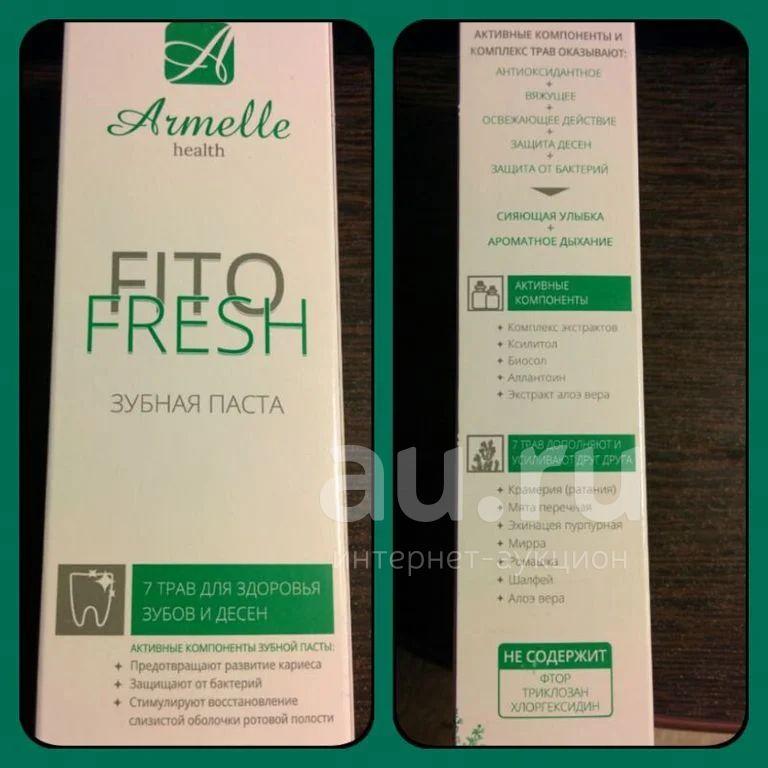 Armelle
health
FITO
FRESH
ЗУБНАЯ ПАСТА
7 ТРАВ ДЛЯ ЗДОРОВЬЯ
ЗУБОВ И ДЕСЕН
АКТИВНЫЕ КОМПОНЕНТЫ ЗУБНОЙ ПАСТЫ:
+ Предотвращают развитие кариеса
+ Защищают от бактерий
+ Стимулируют восстановление
слизистой оболочки ротовой полости
АКТИВНЫЕ КОМПОНЕНТЫ И
КОМПЛЕКС ТРАВ ОКАЗЫВАЮТ:
АНТИОКСИДАНТНОЕ
+
ВЯЖУЩЕЕ
+
ОСВЕЖАЮЩЕЕ ДЕЙСТВИЕ
+
ЗАЩИТА ДЕСЕН
+
ЗАЩИТА ОТ БАКТЕРИЙ
СИЯЮЩАЯ УЛЫБКА
+
АРОМАТНОЕ ДЫХАНИЕ
АКТИВНЫЕ
КОМПОНЕНТЫ
+ Комплекс экстрактов
+ Ксилитол
+ Биосол
+ Аллантоин
+ Экстракт алоэ вера
7 ТРАВ ДОПОЛНЯЮТ И
УСИЛИВАЮТ ДРУГ ДРУГА
+ Крамерия (ратания)
+ Мята перечная
+ Эхинацея пурпурная
+ Мирра
+ Ромашка
+ Шалфей
+ Алоэ вера
НЕ СОДЕРЖИТ
ФТОР
ТРИКЛОЗАН
ХЛОРГЕКСИДИН
au.ru
интернет-аукцион